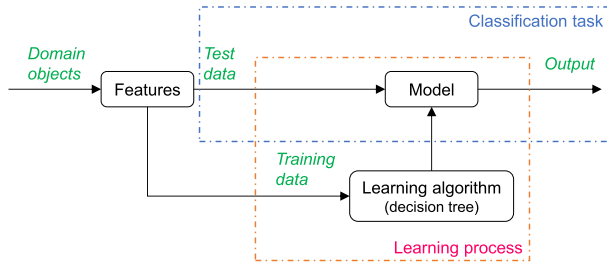 Classification task
Domain
objects
Test
data
Output
Features
Model
Training
data
Learning algorithm
(decision tree)
Learning process